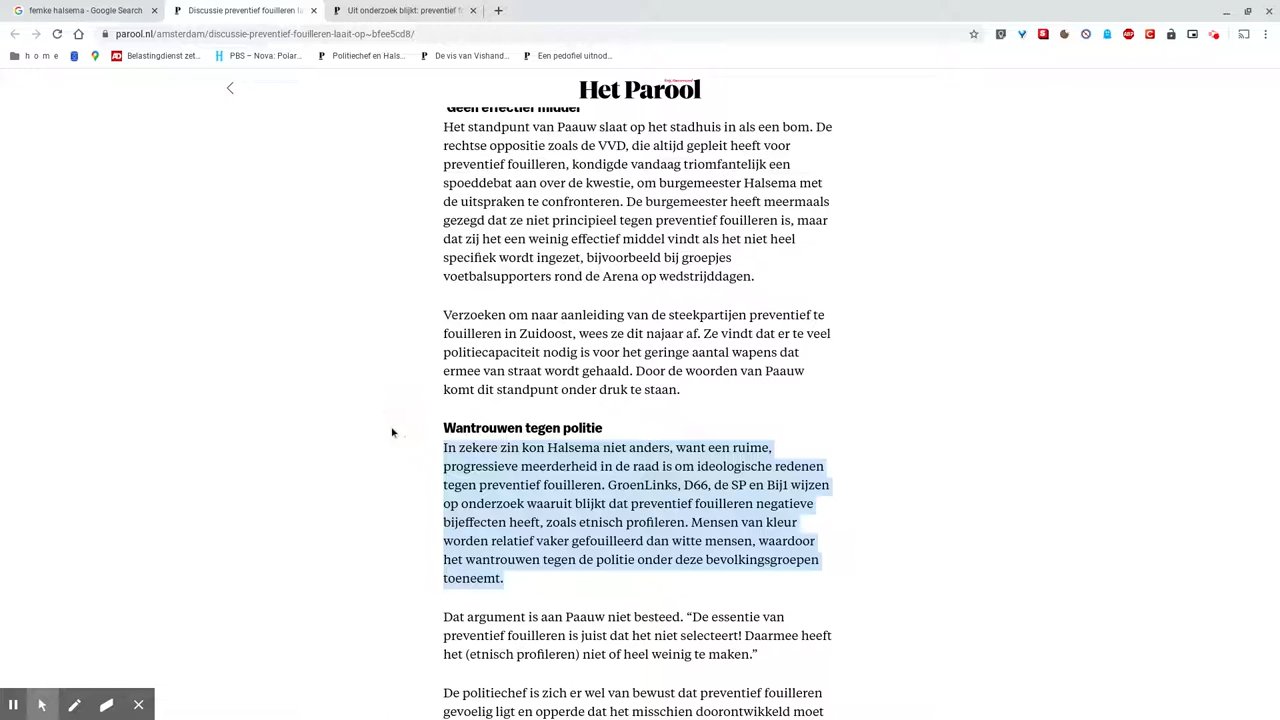 femke halsema - Google Search
Discussie preventief fouilleren la
Uit onderzoek blijkt: preventief f
parool.nl/amsterdam/discussie-preventief-fouilleren-laait-op~bfee5cd8/
h o m e
Belastingdienst zet...
PBS – Nova: Polar...
Politiechef en Hals...
De vis van Vishand...
Een pedofiel uitnod...
Het Parool
'Geen effectief middel'
Het standpunt van Paauw slaat op het stadhuis in als een bom. De
rechtse oppositie zoals de VVD, die altijd gepleit heeft voor
preventief fouilleren, kondigde vandaag triomfantelijk een
spoeddebat aan over de kwestie, om burgemeester Halsema met
de uitspraken te confronteren. De burgemeester heeft meermaals
gezegd dat ze niet principieel tegen preventief fouilleren is, maar
dat zij het een weinig effectief middel vindt als het niet heel
specifiek wordt ingezet, bijvoorbeeld bij groepjes
voetbalsupporters rond de Arena op wedstrijddagen.
Verzoeken om naar aanleiding van de steekpartijen preventief te
fouilleren in Zuidoost, wees ze dit najaar af. Ze vindt dat er te veel
politiecapaciteit nodig is voor het geringe aantal wapens dat
ermee van straat wordt gehaald. Door de woorden van Paauw
komt dit standpunt onder druk te staan.
Wantrouwen tegen politie
In zekere zin kon Halsema niet anders, want een ruime,
progressieve meerderheid in de raad is om ideologische redenen
tegen preventief fouilleren. GroenLinks, D66, de SP en Bij1 wijzen
op onderzoek waaruit blijkt dat preventief fouilleren negatieve
bijeffecten heeft, zoals etnisch profileren. Mensen van kleur
worden relatief vaker gefouilleerd dan witte mensen, waardoor
het wantrouwen tegen de politie onder deze bevolkingsgroepen
toeneemt.
Dat argument is aan Paauw niet besteed. “De essentie van
preventief fouilleren is juist dat het niet selecteert! Daarmee heeft
het (etnisch profileren) niet of heel weinig te maken.”
De politiechef is zich er wel van bewust dat preventief fouilleren
gevoelig ligt en opperde dat het misschien doorontwikkeld moet